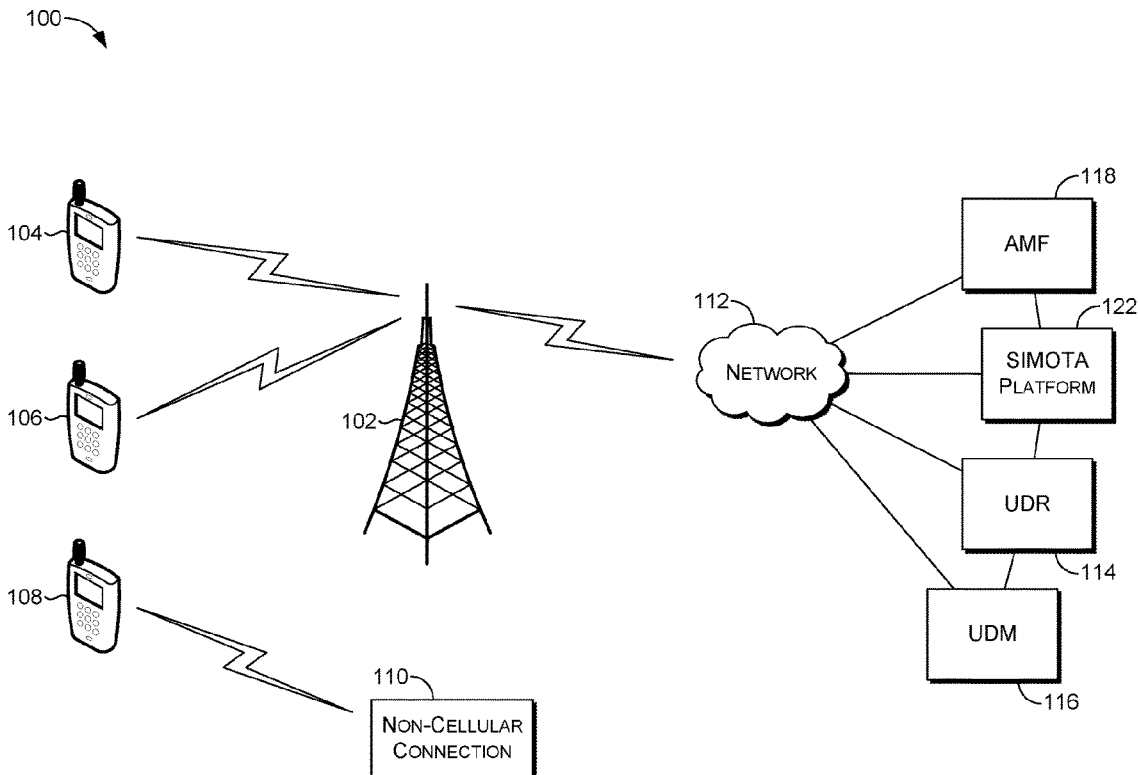 100
118
AMF
104
112
122
NETWORK
SIMOTA
PLATFORM
106
102
UDR
114
108
UDM
110
116
NON-CELLULAR
CONNECTION